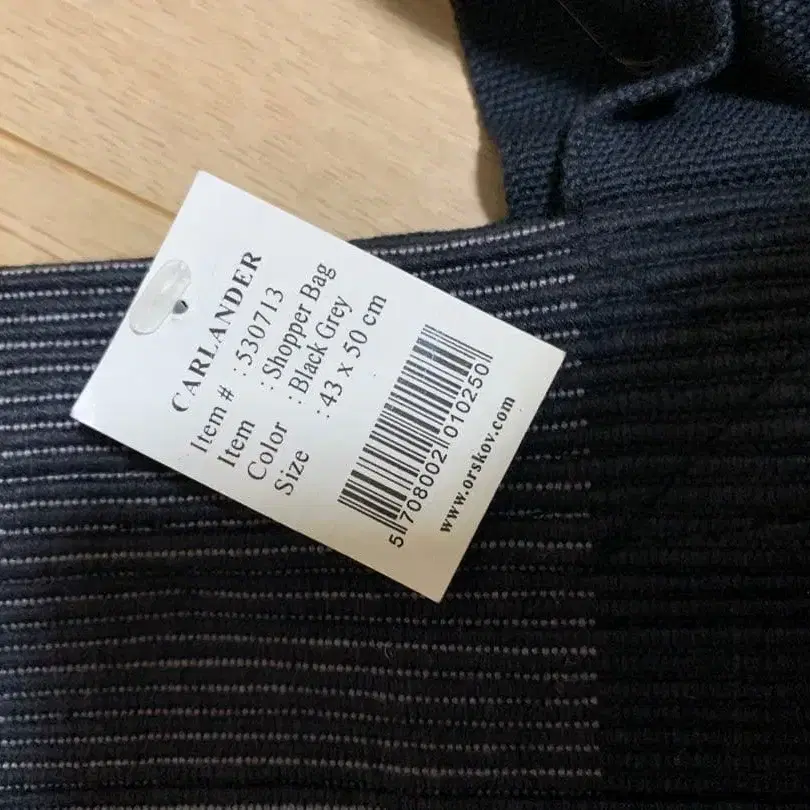 CARLANDER
Item # : 530713
Item : Shopper Bag
Color : Black Grey
Size : 43 x 50 cm
5 708002 010250
www.orskov.com